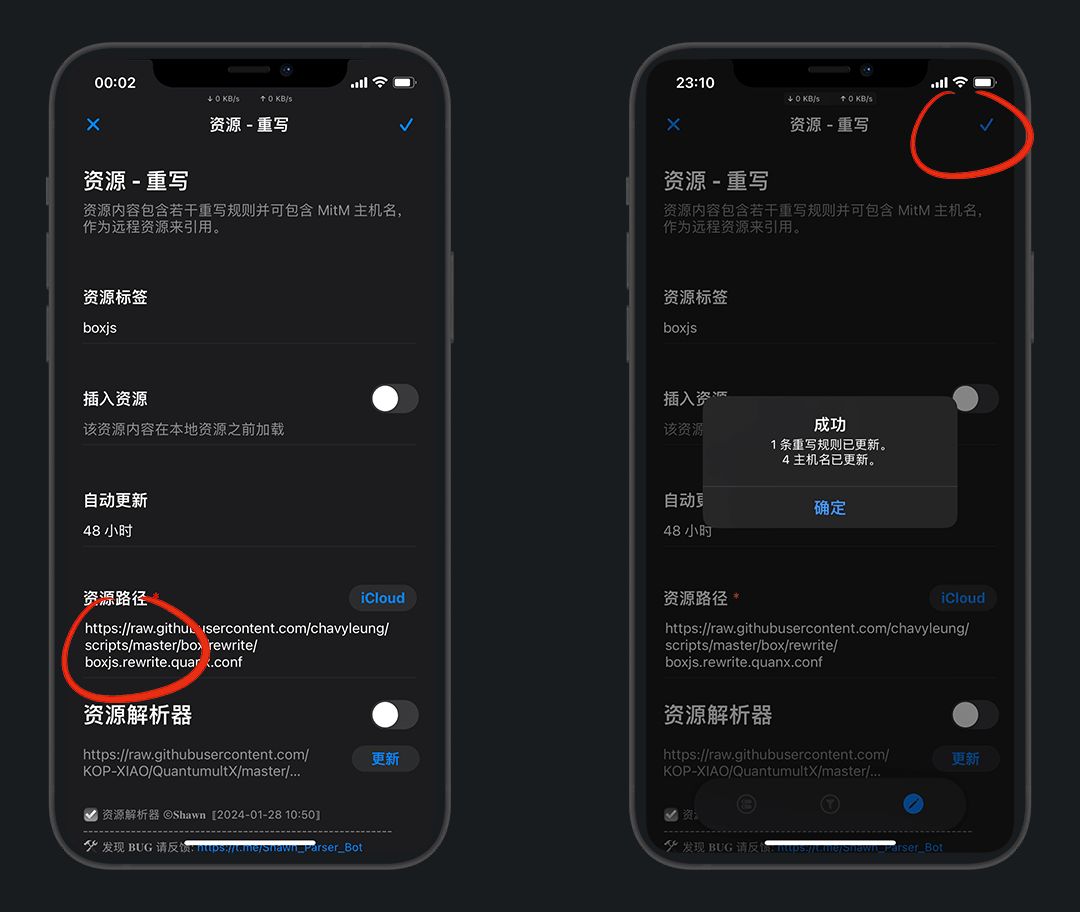 00:02
↓ 0 KB/s ↑ 0 KB/s
资源 - 重写
资源 - 重写
资源内容包含若干重写规则并可包含 MitM 主机名，
作为远程资源来引用。
资源标签
boxjs
插入资源
该资源内容在本地资源之前加载
自动更新
48 小时
资源路径 *
iCloud
https://raw.githubusercontent.com/chavyleung/
scripts/master/box/rewrite/
boxjs.rewrite.quanx.conf
资源解析器
https://raw.githubusercontent.com/
KOP-XIAO/QuantumultX/master/...
更新
资源解析器 ©Shawn 〖2024-01-28 10:50〗
发现 BUG 请反馈: https://t.me/Shawn_Parser_Bot
23:10
↓ 0 KB/s ↑ 0 KB/s
资源 - 重写
资源 - 重写
资源内容包含若干重写规则并可包含 MitM 主机名，
作为远程资源来引用。
资源标签
boxjs
插入资源
该资源
成功
1 条重写规则已更新。
4 主机名已更新。
确定
自动更
48 小时
资源路径 *
iCloud
https://raw.githubusercontent.com/chavyleung/
scripts/master/box/rewrite/
boxjs.rewrite.quanx.conf
资源解析器
https://raw.githubusercontent.com/
KOP-XIAO/QuantumultX/master/...
更新
发现 BUG 请反馈: https://t.me/Shawn_Parser_Bot